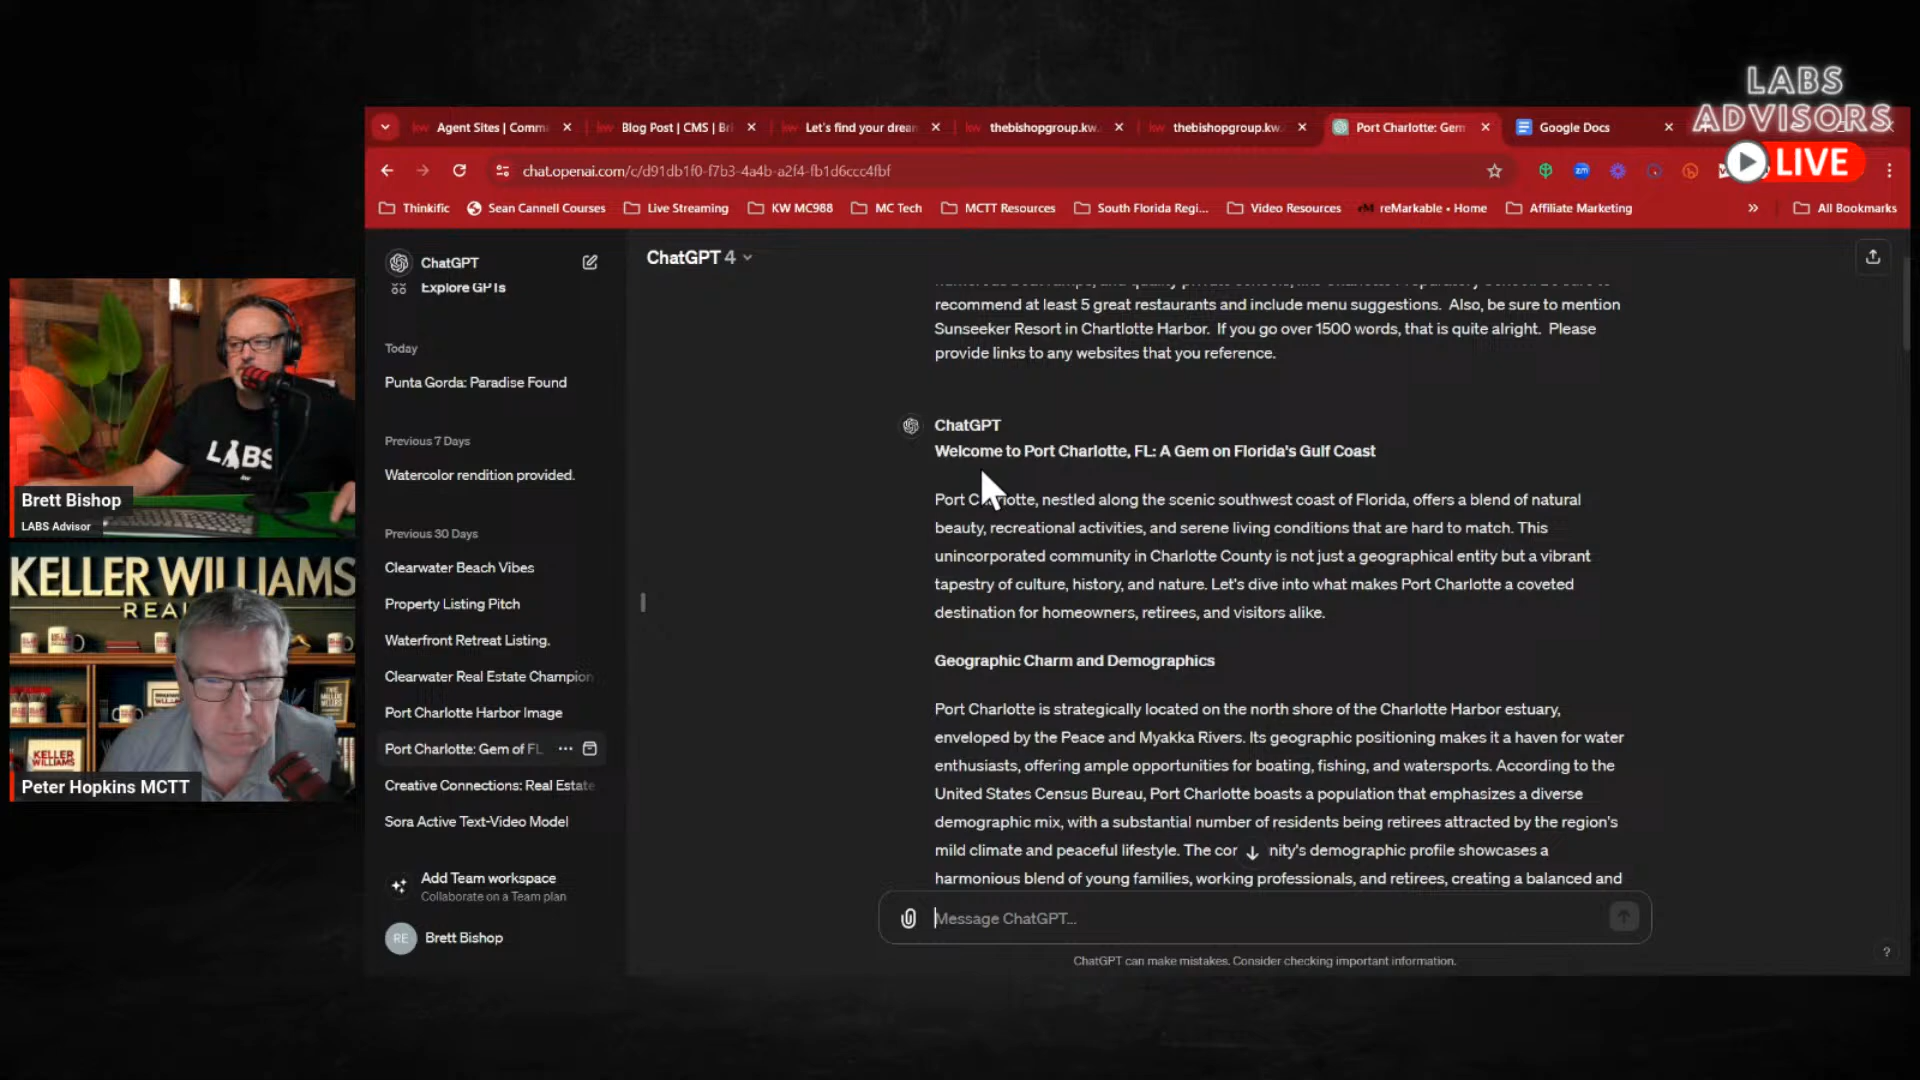 LABS
ADVISORS
LIVE
Agent Sites | Comm
Blog Post | CMS | Bri
Let's find your drea
thebishopgroup.kw.
thebishopgroup.kw.
Port Charlotte: Gem
Google Docs
chat.openai.com/c/d91db1f0-f7b3-4a4b-a2f4-fb1d6ccc4fbf
Thinkific
Sean Cannell Courses
Live Streaming
KW MC988
MC Tech
MCTT Resources
South Florida Regi...
Video Resources
reMarkable • Home
Affiliate Marketing
All Bookmarks
ChatGPT
Explore GPTs
Today
Punta Gorda: Paradise Found
Previous 7 Days
Watercolor rendition provided.
Previous 30 Days
Clearwater Beach Vibes
Property Listing Pitch
Waterfront Retreat Listing.
Clearwater Real Estate Champion
Port Charlotte Harbor Image
Port Charlotte: Gem of FL
Creative Connections: Real Estate
Sora Active Text-Video Model
Add Team workspace
Collaborate on a Team plan
RE
Brett Bishop
ChatGPT 4
recommend at least 5 great restaurants and include menu suggestions. Also, be sure to mention
Sunseeker Resort in Chartlotte Harbor. If you go over 1500 words, that is quite alright. Please
provide links to any websites that you reference.
ChatGPT
Welcome to Port Charlotte, FL: A Gem on Florida's Gulf Coast
Port Charlotte, nestled along the scenic southwest coast of Florida, offers a blend of natural
beauty, recreational activities, and serene living conditions that are hard to match. This
unincorporated community in Charlotte County is not just a geographical entity but a vibrant
tapestry of culture, history, and nature. Let's dive into what makes Port Charlotte a coveted
destination for homeowners, retirees, and visitors alike.
Geographic Charm and Demographics
Port Charlotte is strategically located on the north shore of the Charlotte Harbor estuary,
enveloped by the Peace and Myakka Rivers. Its geographic positioning makes it a haven for water
enthusiasts, offering ample opportunities for boating, fishing, and watersports. According to the
United States Census Bureau, Port Charlotte boasts a population that emphasizes a diverse
demographic mix, with a substantial number of residents being retirees attracted by the region's
mild climate and peaceful lifestyle. The cor nity's demographic profile showcases a
harmonious blend of young families, working professionals, and retirees, creating a balanced and
Message ChatGPT...
ChatGPT can make mistakes. Consider checking important information.
?
LABS
Brett Bishop
LABS Advisor
KELLER WILLIAMS
REA
KELLER
WILLIAMS
Peter Hopkins MCTT